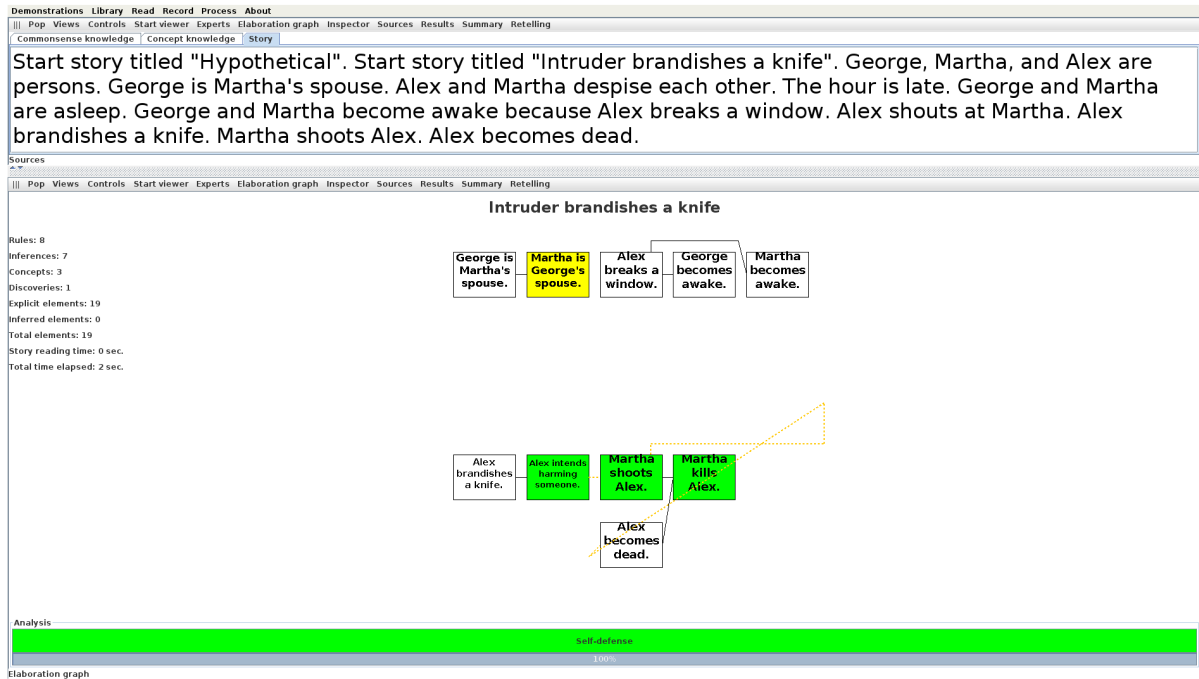 Demonstrations Library Read Record Process About
||| Pop Views Controls Start viewer Experts Elaboration graph Inspector Sources Results Summary Retelling
Commonsense knowledge Concept knowledge Story
Start story titled "Hypothetical". Start story titled "Intruder brandishes a knife". George, Martha, and Alex are
persons. George is Martha's spouse. Alex and Martha despise each other. The hour is late. George and Martha
are asleep. George and Martha become awake because Alex breaks a window. Alex shouts at Martha. Alex
brandishes a knife. Martha shoots Alex. Alex becomes dead.
Sources
||| Pop Views Controls Start viewer Experts Elaboration graph Inspector Sources Results Summary Retelling
Intruder brandishes a knife
Rules: 8
Inferences: 7
Concepts: 3
Discoveries: 1
Explicit elements: 19
Inferred elements: 0
Total elements: 19
Story reading time: 0 sec.
Total time elapsed: 2 sec.
George is
Martha's
spouse.
Martha is
George's
spouse.
Alex
breaks a
window.
George
becomes
awake.
Martha
becomes
awake.
Alex
brandishes
a knife.
Alex intends
harming
someone.
Martha
shoots
Alex.
Martha
kills
Alex.
Alex
becomes
dead.
Analysis
Self-defense
100%
Elaboration graph